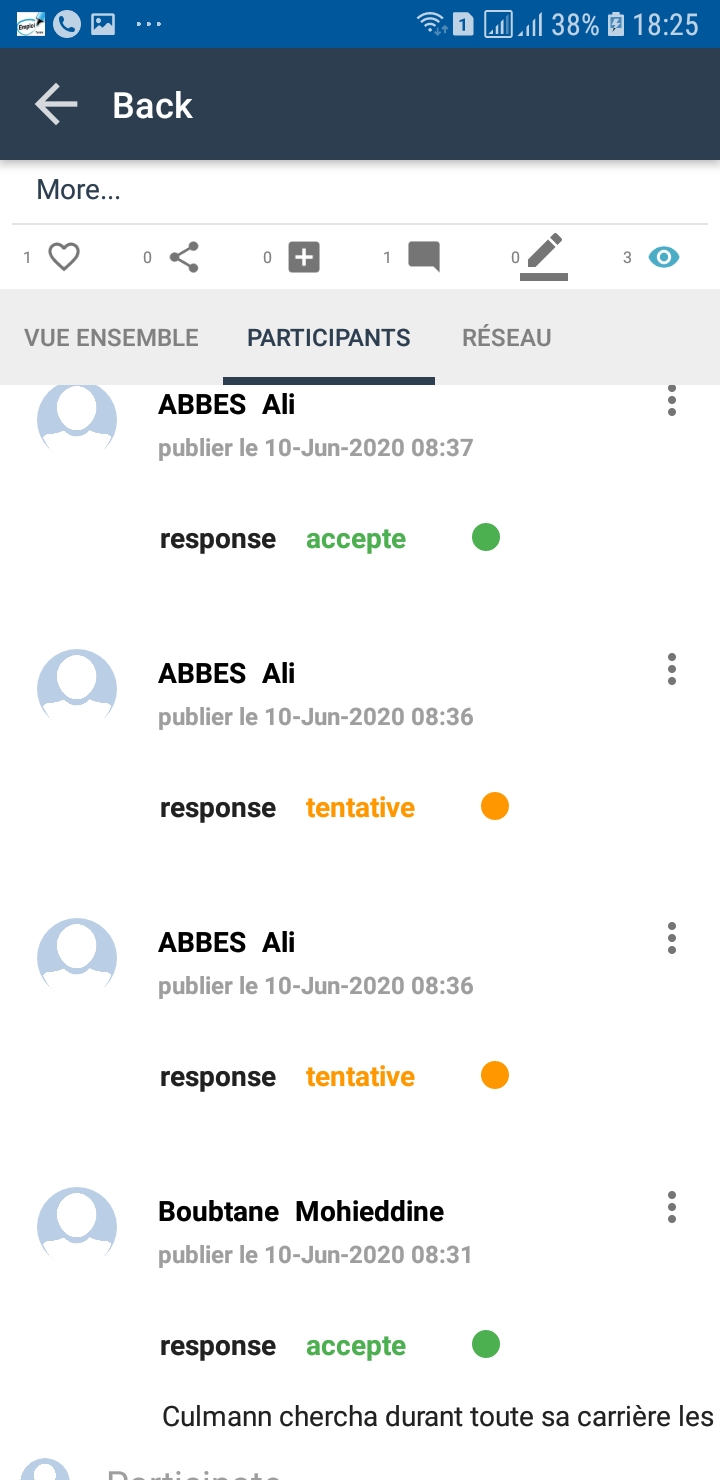 38% 18:25
Back
More...
1 0 0 1 0 3
VUE ENSEMBLE PARTICIPANTS RÉSEAU
ABBES Ali
publier le 10-Jun-2020 08:37
response accepte
ABBES Ali
publier le 10-Jun-2020 08:36
response tentative
ABBES Ali
publier le 10-Jun-2020 08:36
response tentative
Boubtane Mohieddine
publier le 10-Jun-2020 08:31
response accepte
Culmann chercha durant toute sa carrière les
Participate